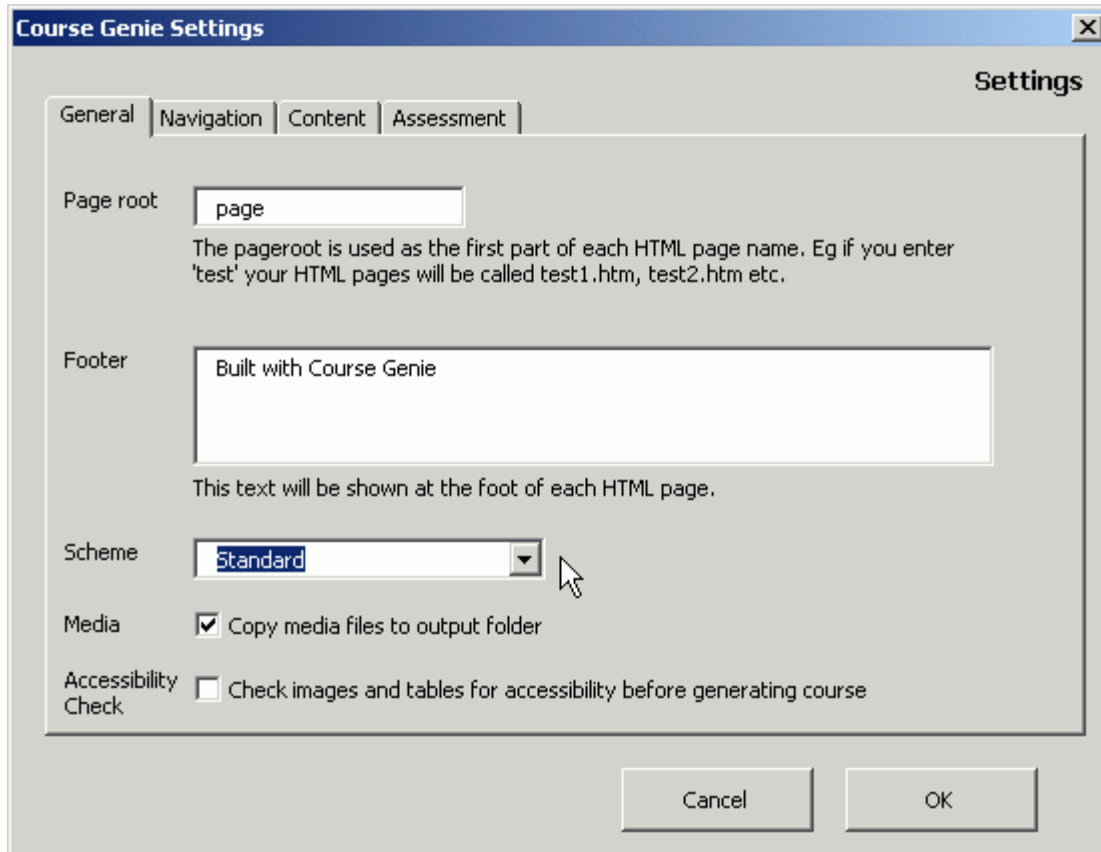 Course Genie Settings
Settings
General Navigation Content Assessment
Page root page
The pageroot is used as the first part of each HTML page name. Eg if you enter
'test' your HTML pages will be called test1.htm, test2.htm etc.
Footer Built with Course Genie
This text will be shown at the foot of each HTML page.
Scheme Standard
Media Copy media files to output folder
Accessibility
Check
Check images and tables for accessibility before generating course
Cancel OK